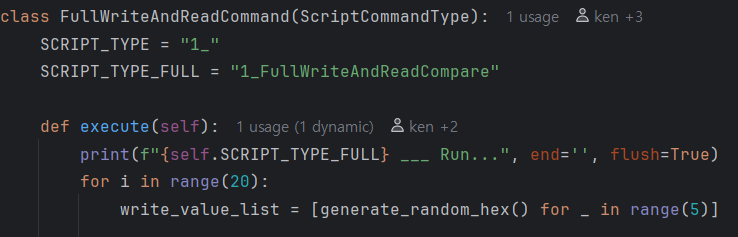 class FullWriteAndReadCommand(ScriptCommandType): 1 usage ken +3
SCRIPT_TYPE = "1_"
SCRIPT_TYPE_FULL = "1_FullWriteAndReadCompare"
def execute(self): 1 usage (1 dynamic) ken +2
print(f"{self.SCRIPT_TYPE_FULL} ___ Run...", end='', flush=True)
for i in range(20):
write_value_list = [generate_random_hex() for _ in range(5)]